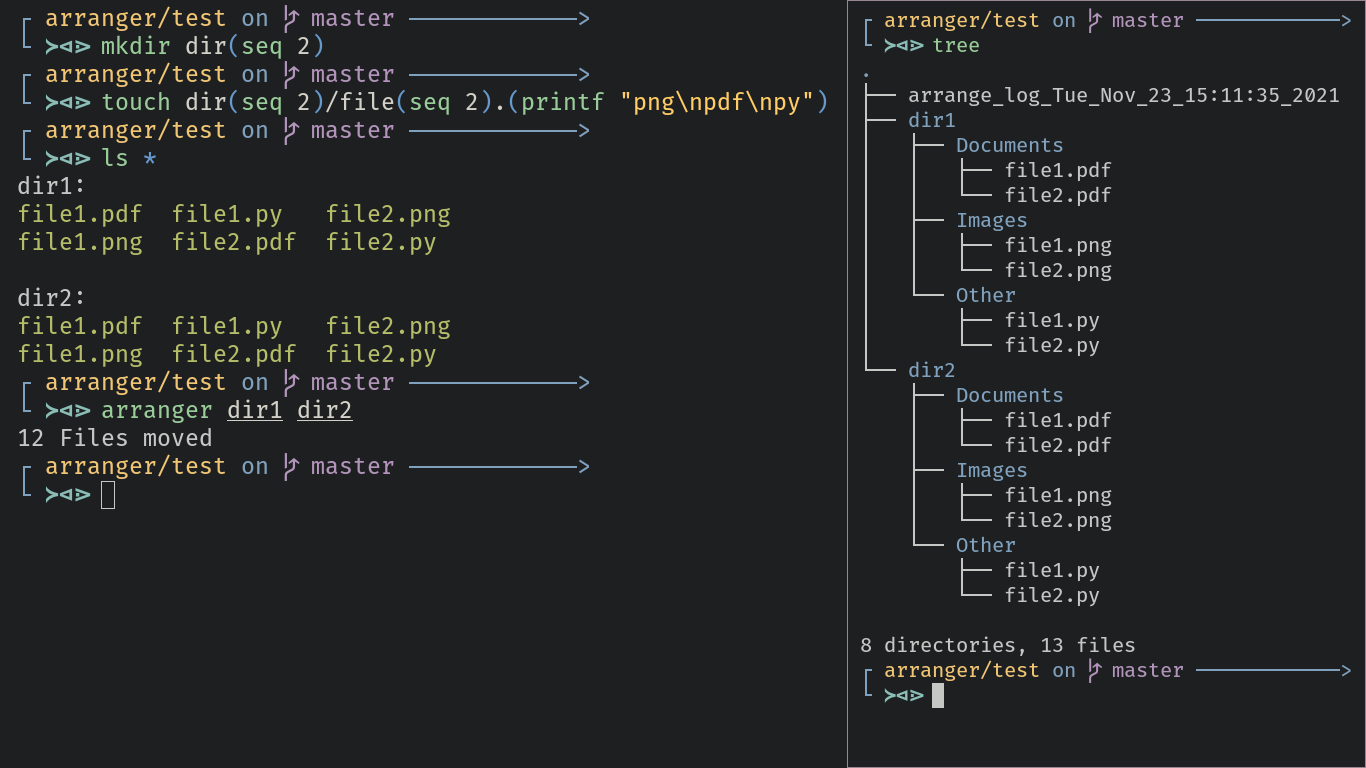 arranger/test on master ────────────>
≻⊲⊳ mkdir dir(seq 2)
arranger/test on master ────────────>
≻⊲⊳ touch dir(seq 2)/file(seq 2).(printf "png\npdf\npy")
arranger/test on master ────────────>
≻⊲⊳ ls *
dir1:
file1.pdf  file1.py   file2.png
file1.png  file2.pdf  file2.py
dir2:
file1.pdf  file1.py   file2.png
file1.png  file2.pdf  file2.py
arranger/test on master ────────────>
≻⊲⊳ arranger dir1 dir2
12 Files moved
arranger/test on master ────────────>
≻⊲⊳
arranger/test on master ────────────>
≻⊲⊳ tree
.
├── arrange_log_Tue_Nov_23_15:11:35_2021
├── dir1
│   ├── Documents
│   │   ├── file1.pdf
│   │   └── file2.pdf
│   ├── Images
│   │   ├── file1.png
│   │   └── file2.png
│   └── Other
│       ├── file1.py
│       └── file2.py
└── dir2
    ├── Documents
    │   ├── file1.pdf
    │   └── file2.pdf
    ├── Images
    │   ├── file1.png
    │   └── file2.png
    └── Other
        ├── file1.py
        └── file2.py
8 directories, 13 files
arranger/test on master ────────────>
≻⊲⊳